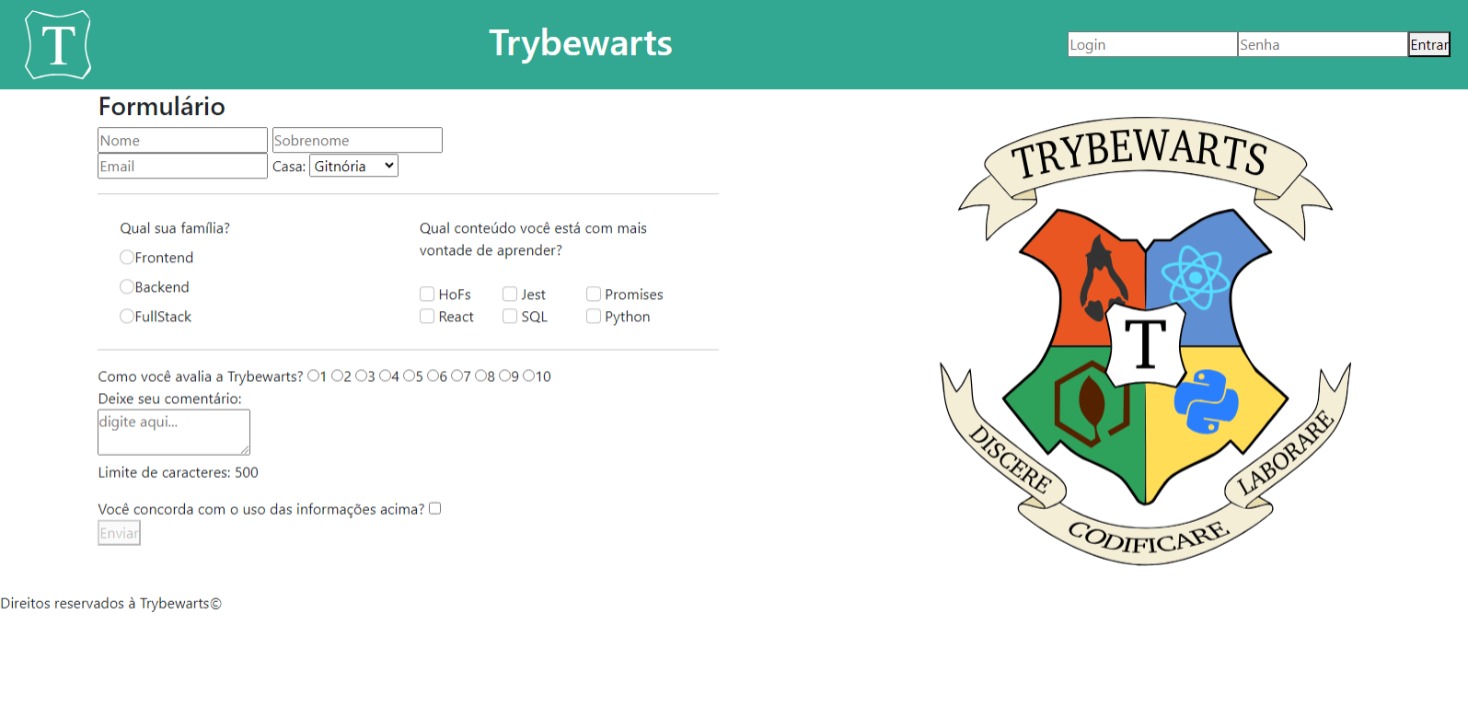 T
Trybewarts
Login Senha Entrar
Formulário
Nome Sobrenome
Email Casa: Gitnória
Qual sua família?
Frontend
Backend
FullStack
Qual conteúdo você está com mais
vontade de aprender?
HoFs Jest Promises
React SQL Python
Como você avalia a Trybewarts? 1 2 3 4 5 6 7 8 9 10
Deixe seu comentário:
digite aqui...
Limite de caracteres: 500
Você concorda com o uso das informações acima?
Enviar
TRYBEWARTS
T
DISCERE
CODIFICARE
LABORARE
Direitos reservados à Trybewarts©